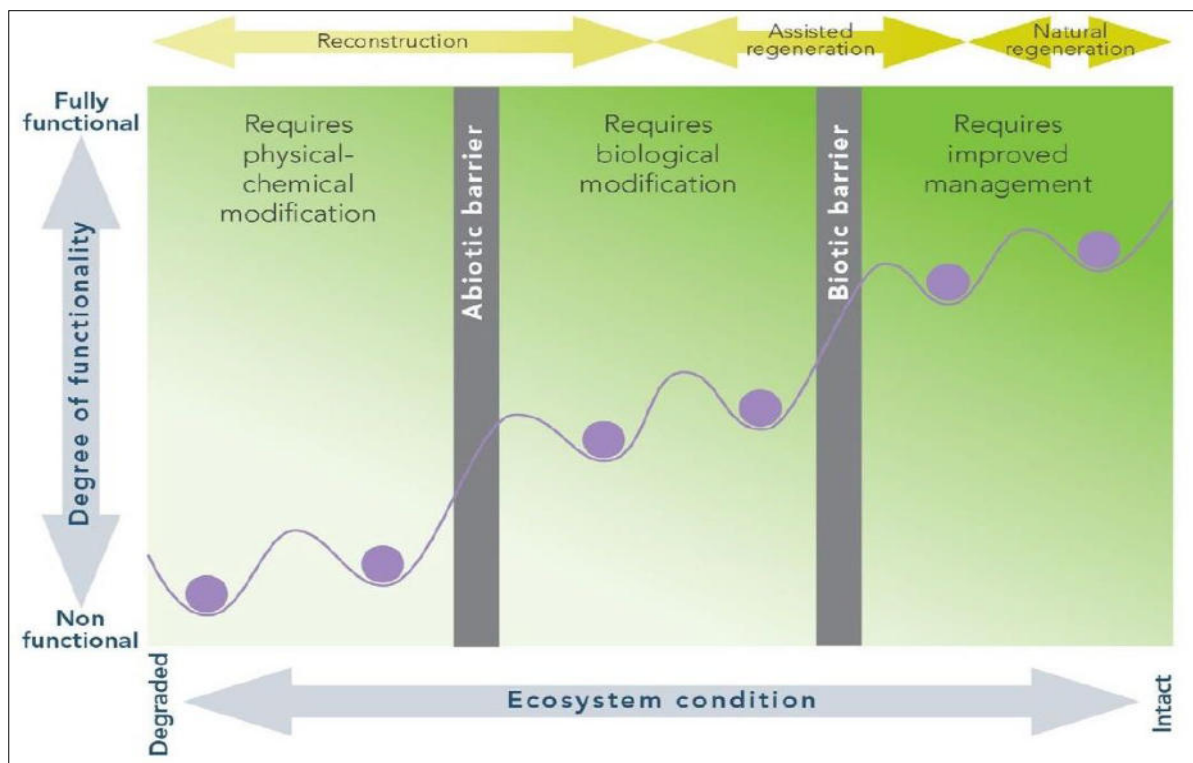 Reconstruction
Assisted
regeneration
Natural
regeneration
Fully
functional
Degree of functionality
Non
functional
Requires
physical-
chemical
modification
Abiotic barrier
Requires
biological
modification
Biotic barrier
Requires
improved
management
Degraded
Ecosystem condition
Intact